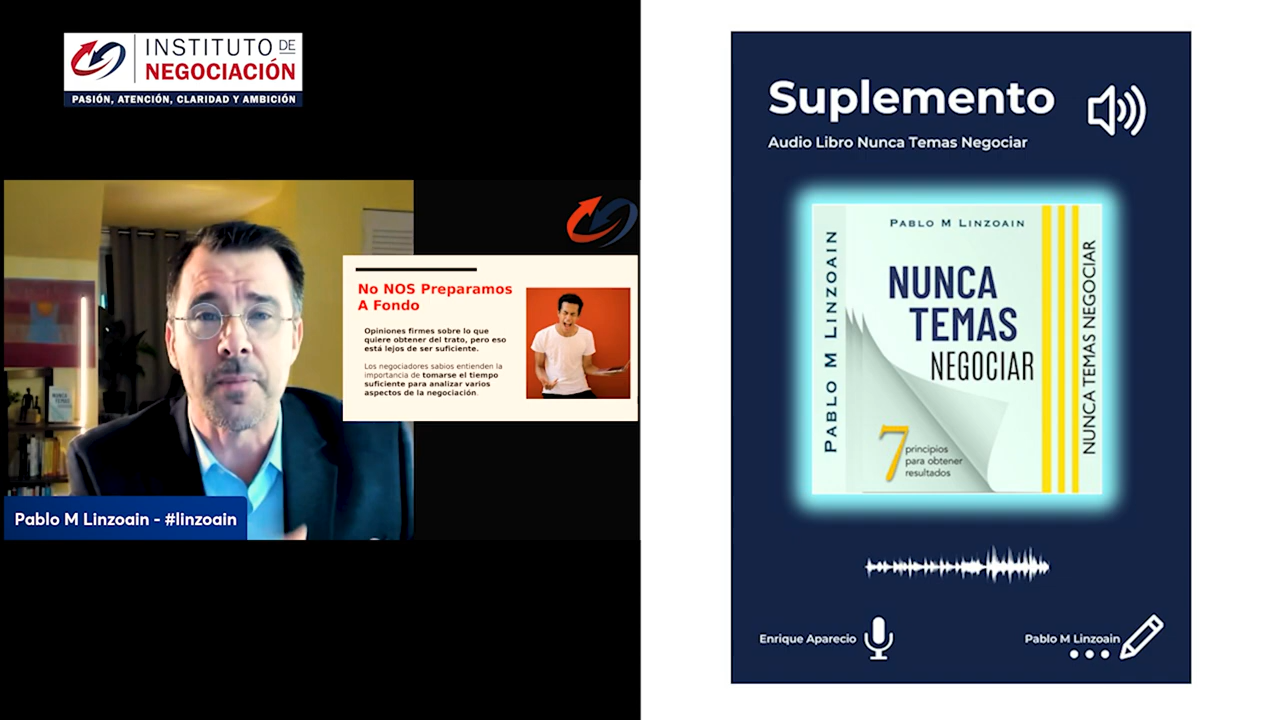 INSTITUTO DE
NEGOCIACIÓN
PASIÓN, ATENCIÓN, CLARIDAD Y AMBICIÓN
No NOS Preparamos
A Fondo
Opiniones firmes sobre lo que
quiere obtener del trato, pero eso
está lejos de ser suficiente.
Los negociadores sabios entienden la
importancia de tomarse el tiempo
suficiente para analizar varios
aspectos de la negociación.
NUNCA
TEMAS
Pablo M Linzoain - #linzoain
Suplemento
Audio Libro Nunca Temas Negociar
PABLO M LINZOAIN
PABLO M LINZOAIN
NUNCA
TEMAS
NEGOCIAR
7 principios
para obtener
resultados
NUNCA TEMAS NEGOCIAR
Enrique Aparecio
Pablo M Linzoain